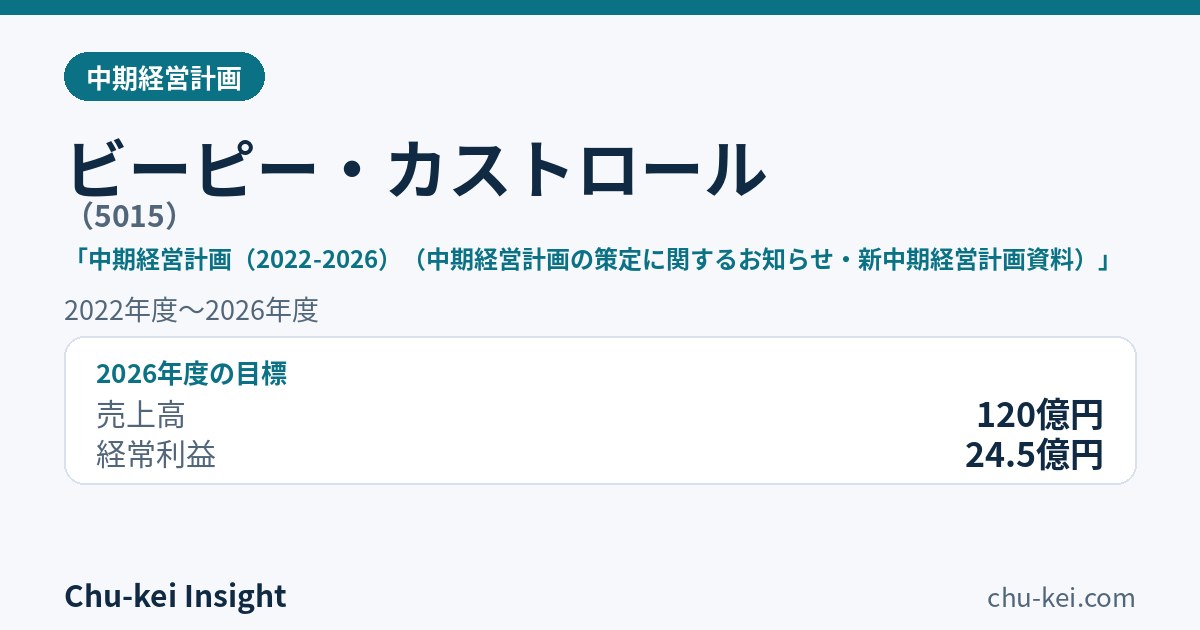 中期経営計画
ビーピー・カストロール
（5015）
「中期経営計画（2022-2026）（中期経営計画の策定に関するお知らせ・新中期経営計画資料）」
2022年度～2026年度
2026年度の目標
売上高 120億円
経常利益 24.5億円
Chu-kei Insight chu-kei.com